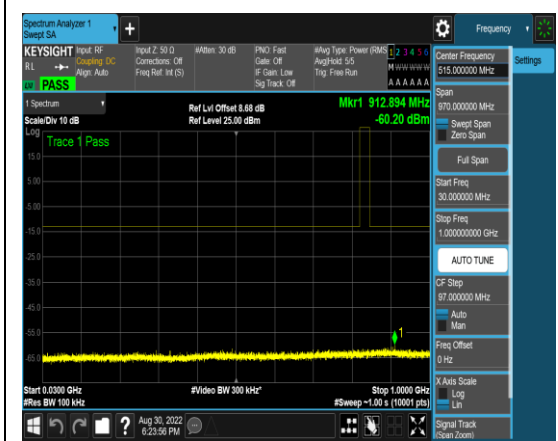 Spectrum Analyzer 1
Swept SA
+
Frequency
KEYSIGHT
RL
PASS
Input: RF
Coupling: DC
Align: Auto
Input Z: 50 Ω
Corrections: Off
Freq Ref: Int (S)
#Atten: 30 dB
PNO: Fast
Gate: Off
IF Gain: Low
Sig Track: Off
#Avg Type: Power (RMS
Avg|Hold: 5/5
Trig: Free Run
1 2 3 4 5 6
M W W W W W
A A A A A A
1 Spectrum
Scale/Div 10 dB
Ref Lvl Offset 8.68 dB
Ref Level 25.00 dBm
Mkr1 912.894 MHz
-60.20 dBm
Log
Trace 1 Pass
15.0
5.00
-5.00
-15.0
-25.0
-35.0
-45.0
-55.0
-65.0
1
Start 0.0300 GHz
#Res BW 100 kHz
#Video BW 300 kHz*
Stop 1.0000 GHz
#Sweep ~1.00 s (10001 pts)
Center Frequency
515.000000 MHz
Settings
Span
970.000000 MHz
Swept Span
Zero Span
Full Span
Start Freq
30.000000 MHz
Stop Freq
1.000000000 GHz
AUTO TUNE
CF Step
97.000000 MHz
Auto
Man
Freq Offset
0 Hz
X Axis Scale
Log
Lin
Signal Track
(Span Zoom)
?
Aug 30, 2022
6:23:56 PM